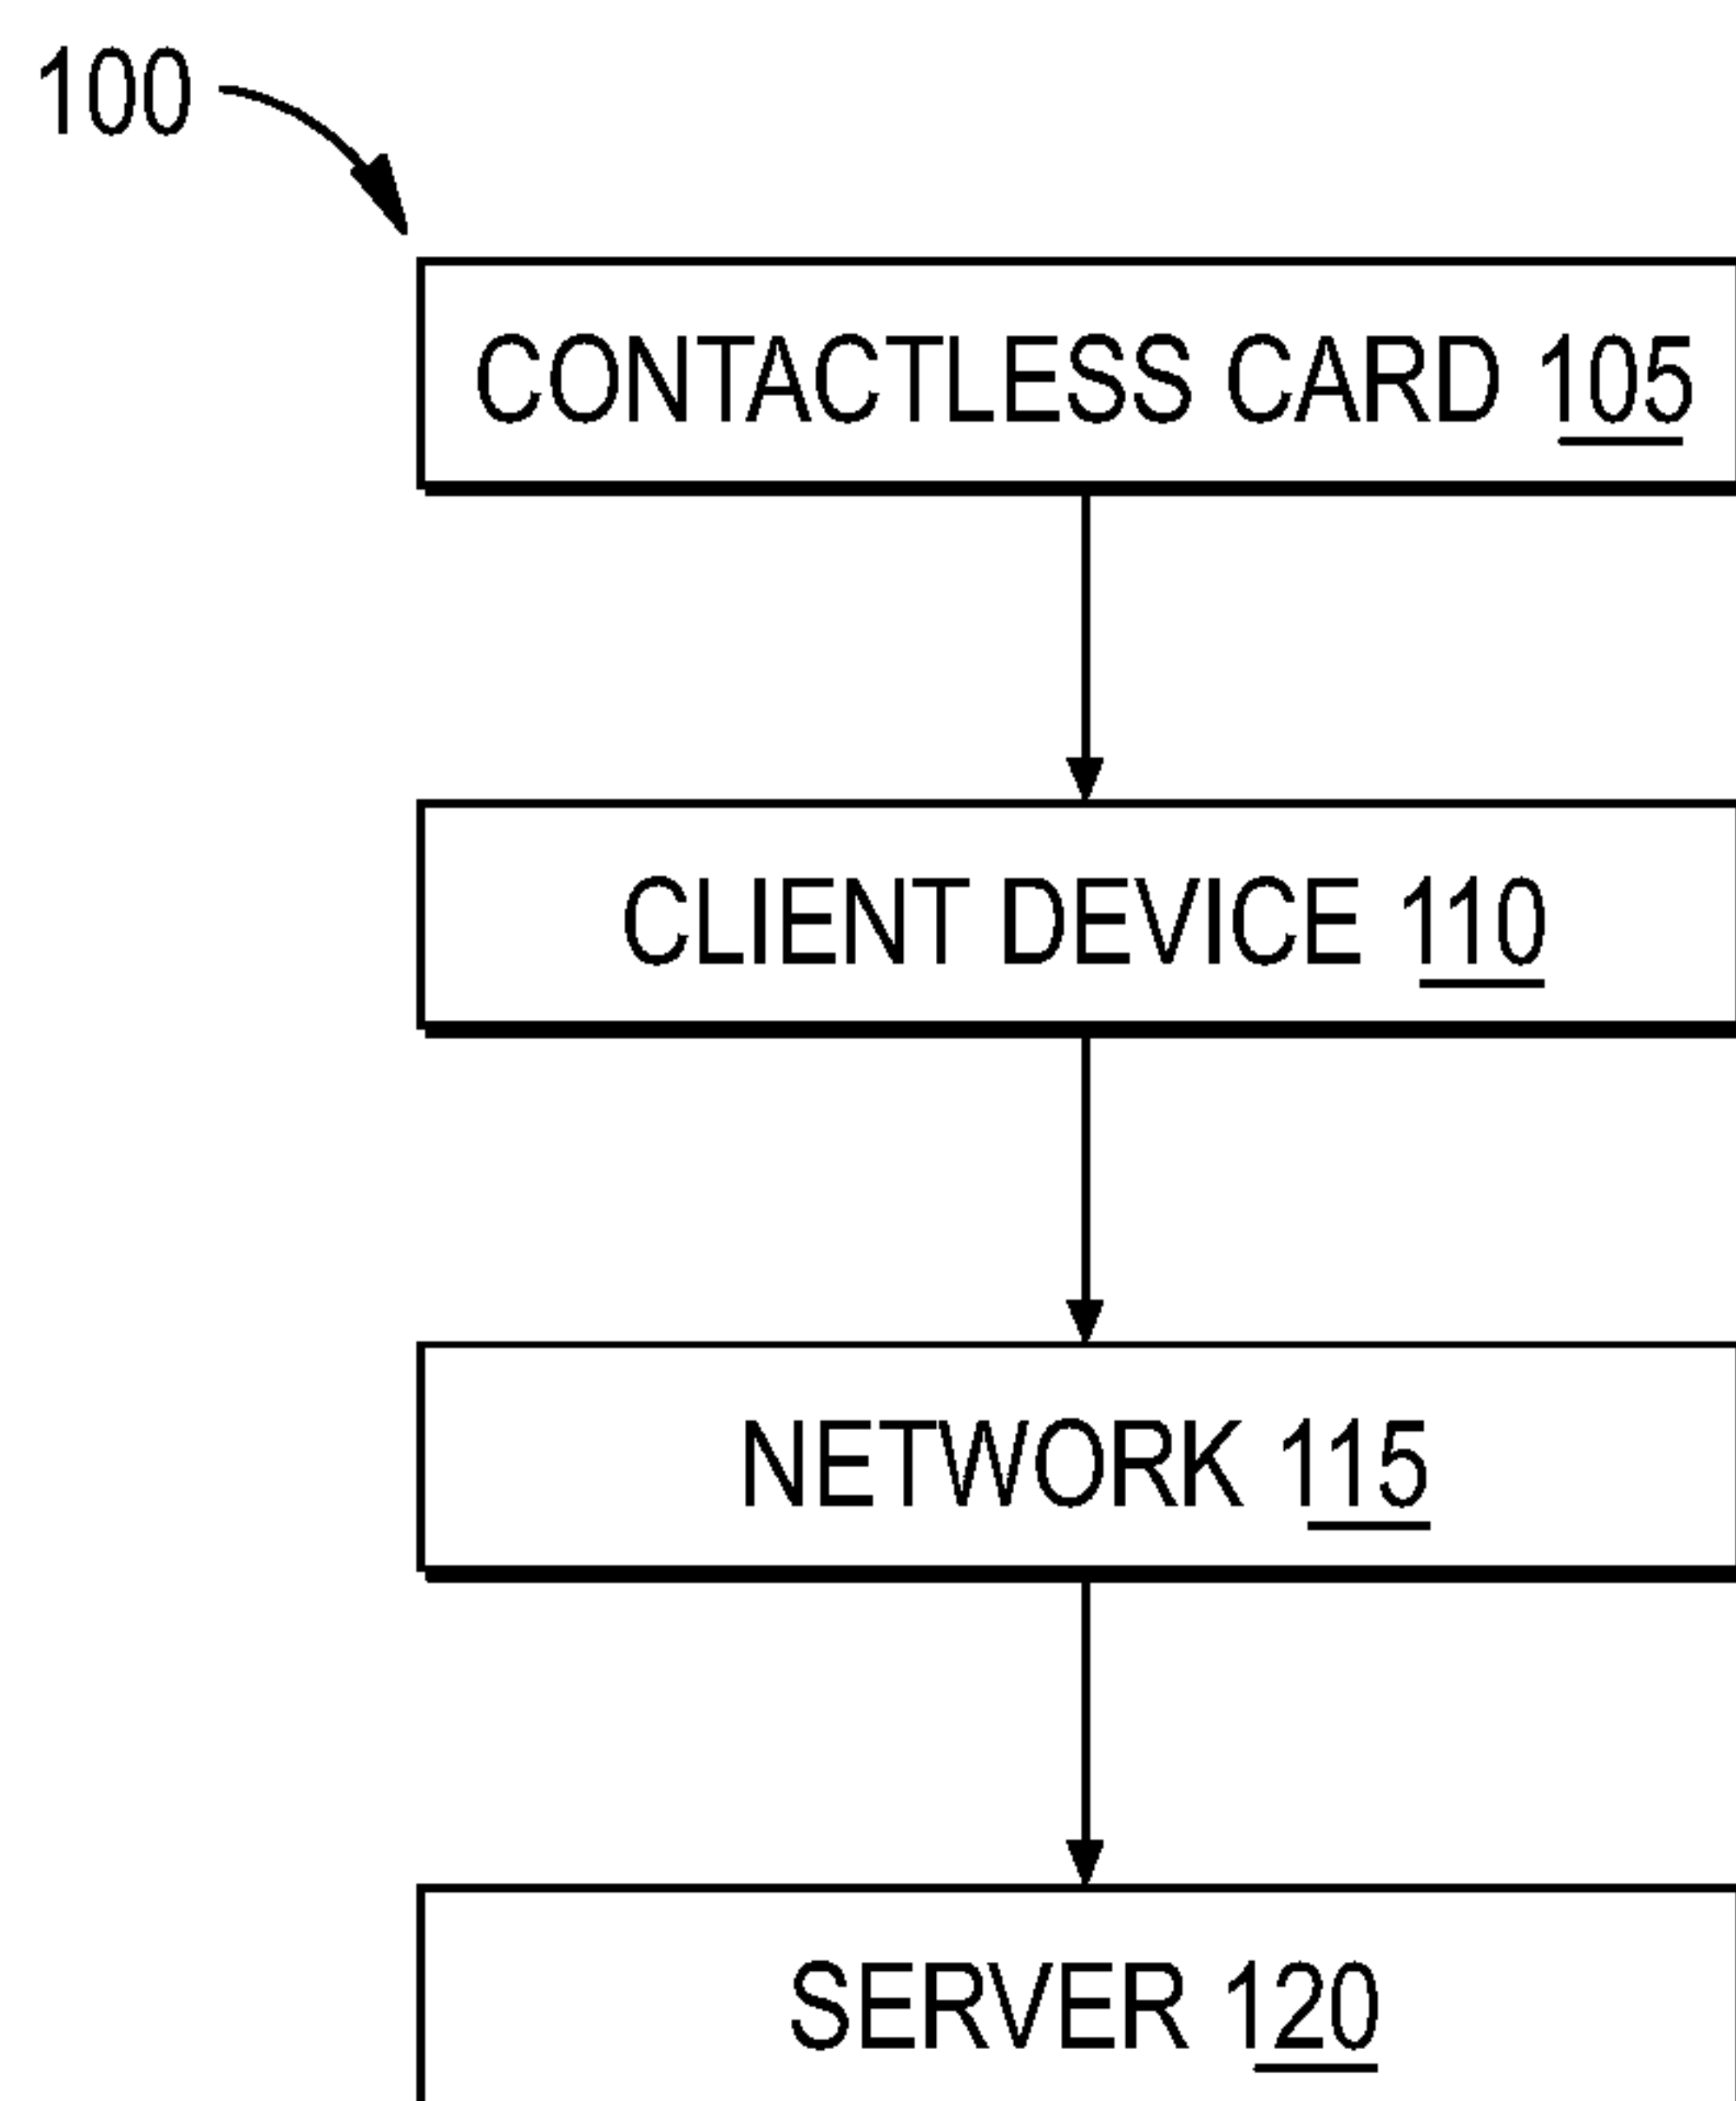 100
CONTACTLESS CARD 105
CLIENT DEVICE 110
NETWORK 115
SERVER 120